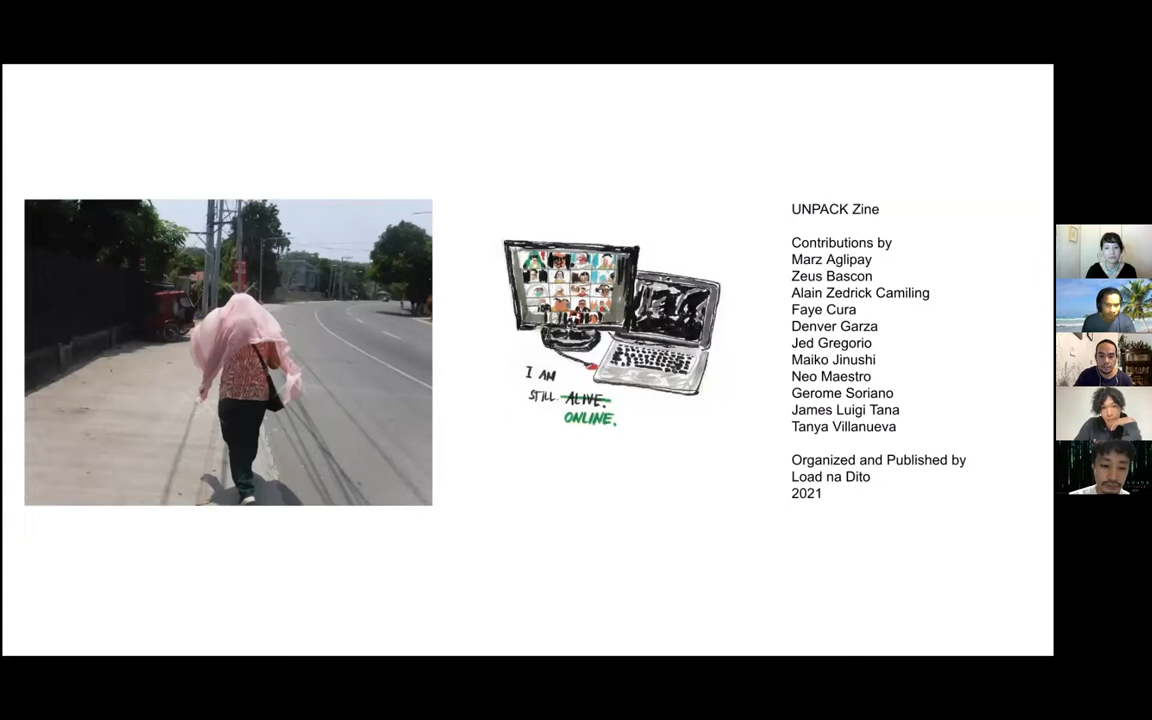 I AM
STILL ALIVE.
ONLINE.
UNPACK Zine
Contributions by
Marz Aglipay
Zeus Bascon
Alain Zedrick Camiling
Faye Cura
Denver Garza
Jed Gregorio
Maiko Jinushi
Neo Maestro
Gerome Soriano
James Luigi Tana
Tanya Villanueva
Organized and Published by
Load na Dito
2021